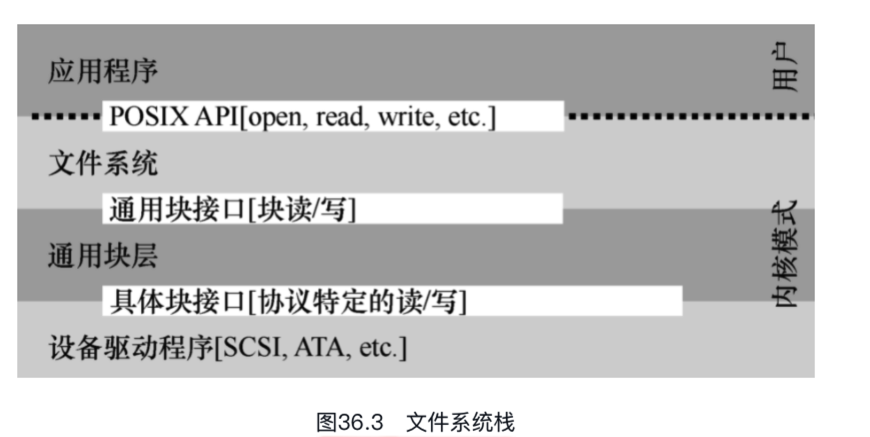 应用程序
用户
POSIX API[open, read, write, etc.]
文件系统
通用块接口[块读/写]
通用块层
内核模式
具体块接口[协议特定的读/写]
设备驱动程序[SCSI, ATA, etc.]
图36.3 文件系统栈